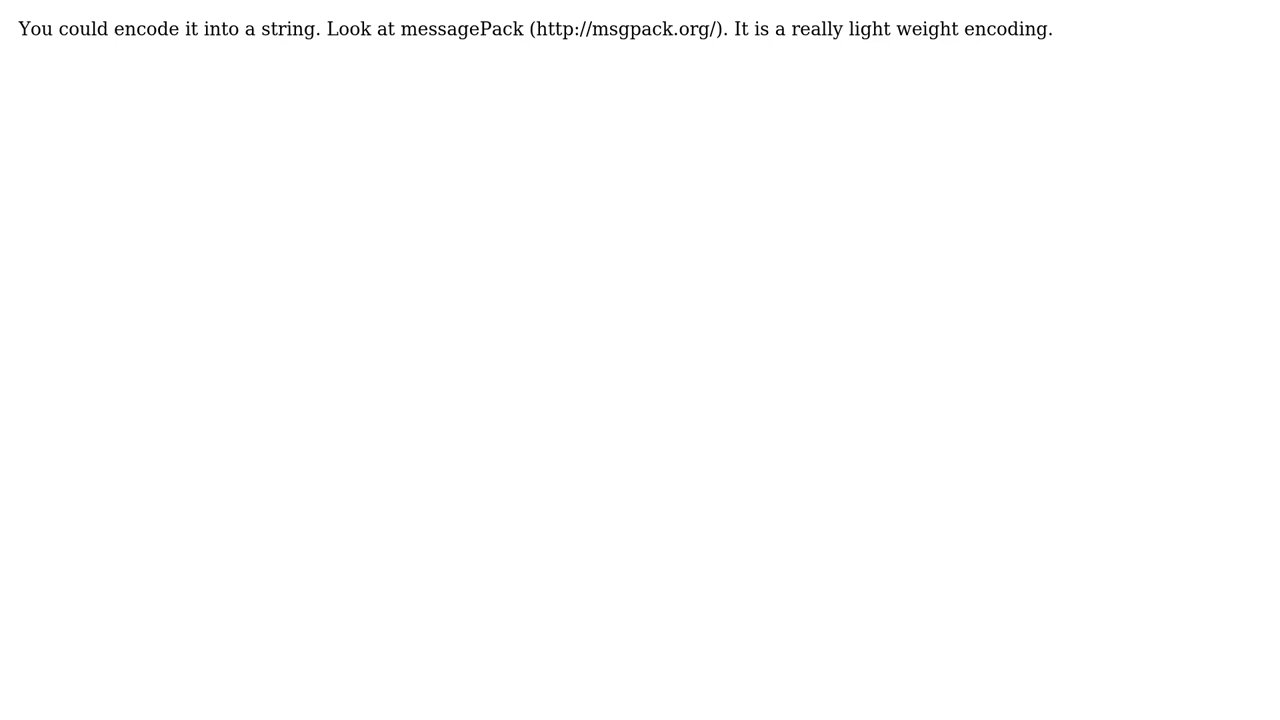 You could encode it into a string. Look at messagePack (http://msgpack.org/). It is a really light weight encoding.